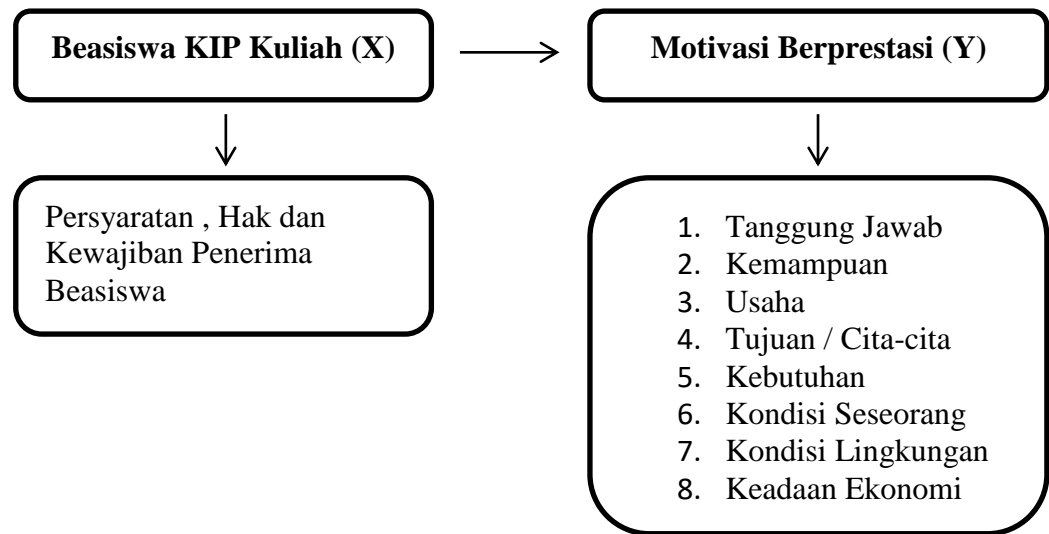 Beasiswa KIP Kuliah (X)
Motivasi Berprestasi (Y)
Persyaratan , Hak dan
Kewajiban Penerima
Beasiswa
1. Tanggung Jawab
2. Kemampuan
3. Usaha
4. Tujuan / Cita-cita
5. Kebutuhan
6. Kondisi Seseorang
7. Kondisi Lingkungan
8. Keadaan Ekonomi